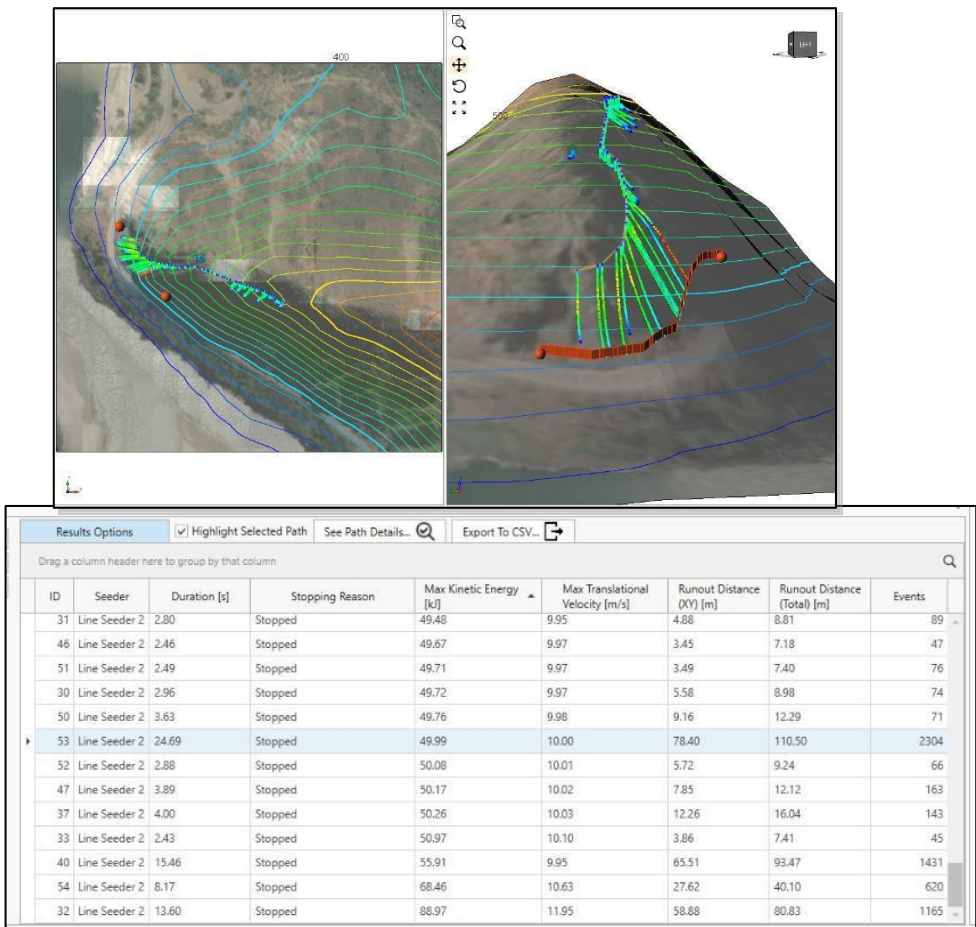 400
500
LEFT
Results Options Highlight Selected Path See Path Details... Export To CSV...
Drag a column header here to group by that column
ID Seeder Duration [s] Stopping Reason Max Kinetic Energy [kJ] Max Translational Velocity [m/s] Runout Distance (XY) [m] Runout Distance (Total) [m] Events
31 Line Seeder 2 2.80 Stopped 49.48 9.95 4.88 8.81 89
46 Line Seeder 2 2.46 Stopped 49.67 9.97 3.45 7.18 47
51 Line Seeder 2 2.49 Stopped 49.71 9.97 3.49 7.40 76
30 Line Seeder 2 2.96 Stopped 49.72 9.97 5.58 8.98 74
50 Line Seeder 2 3.63 Stopped 49.76 9.98 9.16 12.29 71
53 Line Seeder 2 24.69 Stopped 49.99 10.00 78.40 110.50 2304
52 Line Seeder 2 2.88 Stopped 50.08 10.01 5.72 9.24 66
47 Line Seeder 2 3.89 Stopped 50.17 10.02 7.85 12.12 163
37 Line Seeder 2 4.00 Stopped 50.26 10.03 12.26 16.04 143
33 Line Seeder 2 2.43 Stopped 50.97 10.10 3.86 7.41 45
40 Line Seeder 2 15.46 Stopped 55.91 9.95 65.51 93.47 1431
54 Line Seeder 2 8.17 Stopped 68.46 10.63 27.62 40.10 620
32 Line Seeder 2 13.60 Stopped 88.97 11.95 58.88 80.83 1165